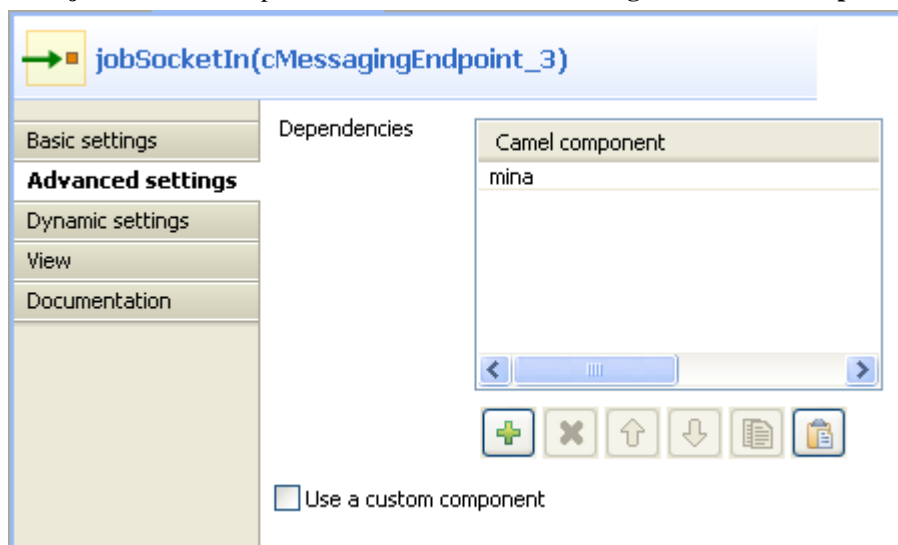 jobSocketIn(cMessagingEndpoint_3)
Basic settings
Advanced settings
Dynamic settings
View
Documentation
Dependencies
Camel component
mina
Use a custom component